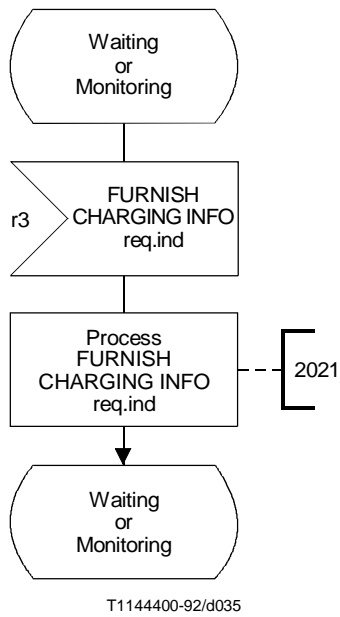 Waiting
or
Monitoring
r3
FURNISH
CHARGING INFO
req.ind
Process
FURNISH
CHARGING INFO
req.ind
2021
Waiting
or
Monitoring
T1144400-92/d035